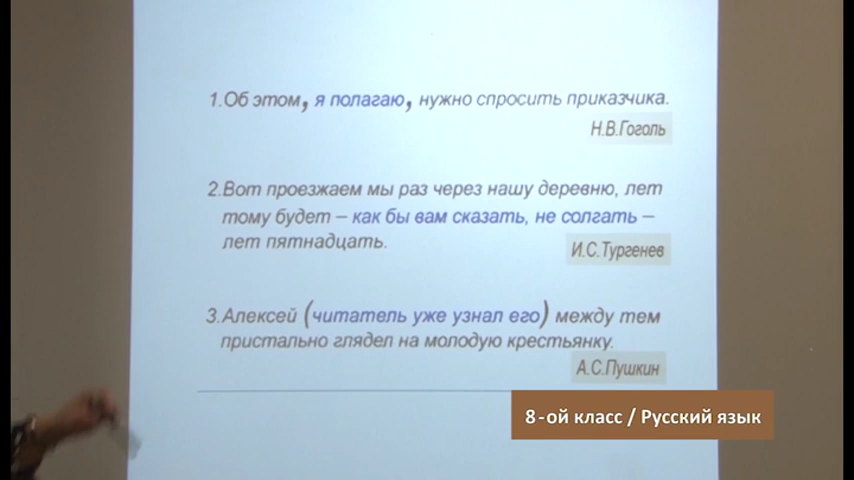 1.Об этом, я полагаю, нужно спросить приказчика.
Н.В.Гоголь
2.Вот проезжаем мы раз через нашу деревню, лет
тому будет – как бы вам сказать, не солгать –
лет пятнадцать.
И.С.Тургенев
3.Алексей (читатель уже узнал его) между тем
пристально глядел на молодую крестьянку.
А.С.Пушкин
8-ой класс / Русский язык